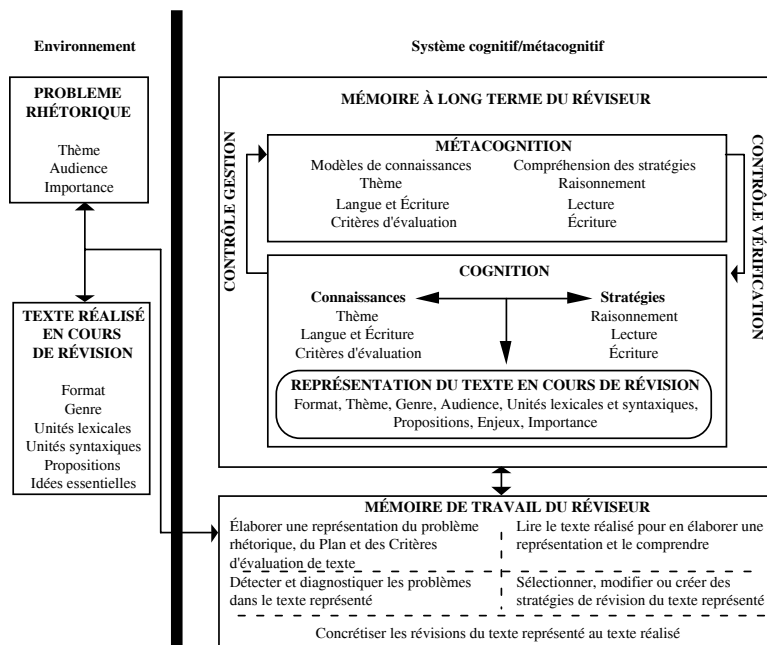 Environnement
Système cognitif/métacognitif
PROBLEME
RHÉTORIQUE
Thème
Audience
Importance
TEXTE RÉALISÉ
EN COURS
DE RÉVISION
Format
Genre
Unités lexicales
Unités syntaxiques
Propositions
Idées essentielles
MÉMOIRE À LONG TERME DU RÉVISEUR
CONTRÔLE GESTION
CONTRÔLE VÉRIFICATION
MÉTACOGNITION
Modèles de connaissances
Compréhension des stratégies
Thème
Raisonnement
Langue et Écriture
Lecture
Critères d'évaluation
Écriture
COGNITION
Connaissances
Stratégies
Thème
Raisonnement
Langue et Écriture
Lecture
Critères d'évaluation
Écriture
REPRÉSENTATION DU TEXTE EN COURS DE RÉVISION
Format, Thème, Genre, Audience, Unités lexicales et syntaxiques,
Propositions, Enjeux, Importance
MÉMOIRE DE TRAVAIL DU RÉVISEUR
Élaborer une représentation du problème
rhétorique, du Plan et des Critères
d'évaluation de texte
Lire le texte réalisé pour en élaborer une
représentation et le comprendre
Détecter et diagnostiquer les problèmes
dans le texte représenté
Sélectionner, modifier ou créer des
stratégies de révision du texte représenté
Concrétiser les révisions du texte représenté au texte réalisé